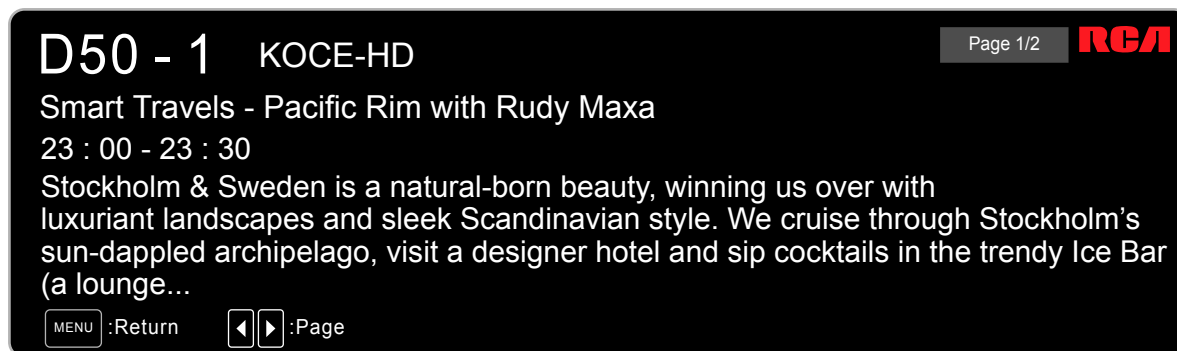 D50 - 1 KOCE-HD Page 1/2 RCA
Smart Travels - Pacific Rim with Rudy Maxa
23 : 00 - 23 : 30
Stockholm & Sweden is a natural-born beauty, winning us over with
luxuriant landscapes and sleek Scandinavian style. We cruise through Stockholm’s
sun-dappled archipelago, visit a designer hotel and sip cocktails in the trendy Ice Bar
(a lounge...
MENU :Return :Page